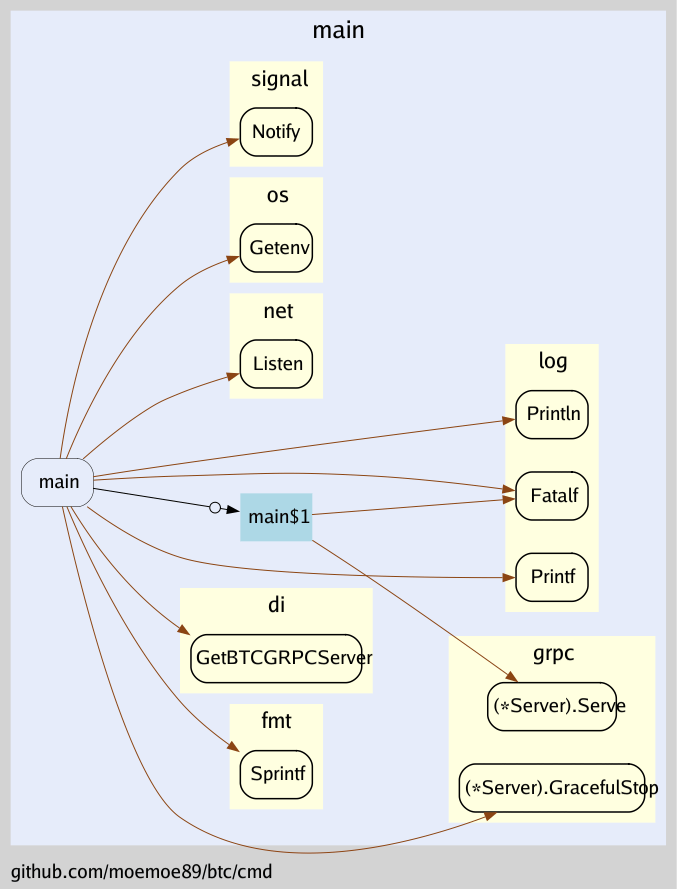 main
signal
Notify
os
Getenv
net
Listen
log
Println
main
Fatalf
main$1
Printf
di
GetBTCGRPCServer
grpc
(*Server).Serve
fmt
Sprintf
(*Server).GracefulStop
github.com/moemoe89/btc/cmd